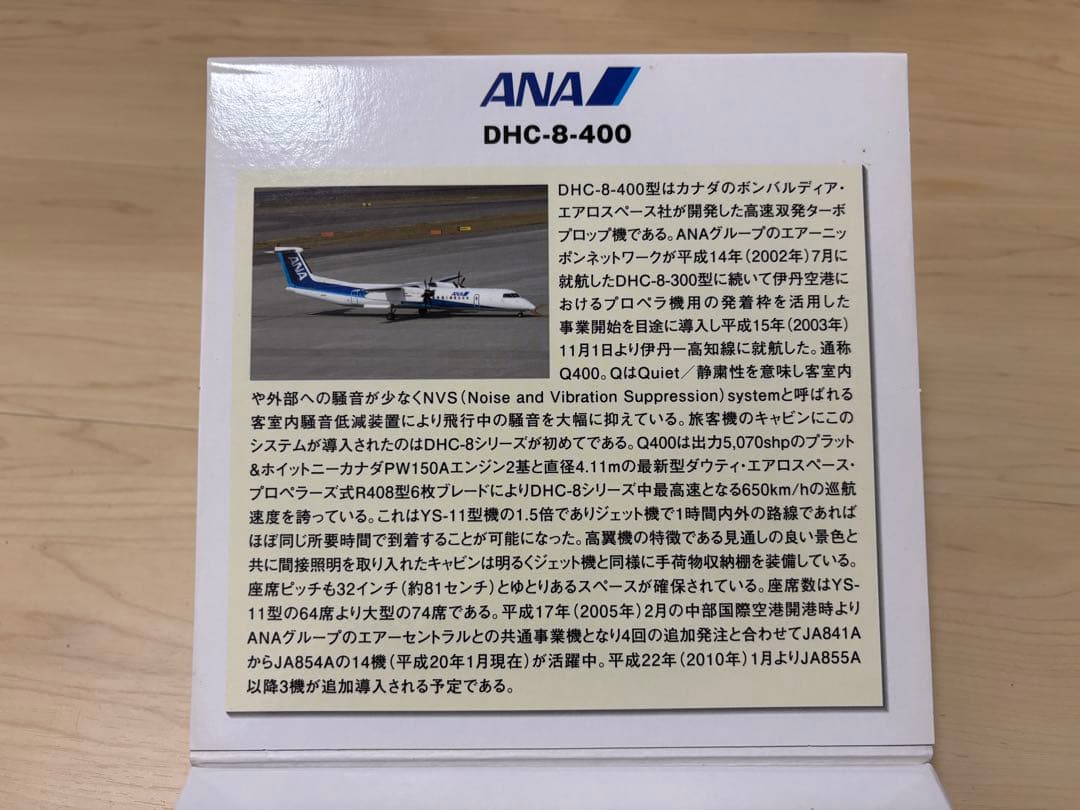 ANA
DHC-8-400
DHC-8-400型はカナダのボンバルディア・
エアロスペース社が開発した高速双発ターボ
プロップ機である。ANAグループのエアーニッ
ポンネットワークが平成14年（2002年）7月に
就航したDHC-8-300型に続いて伊丹空港に
おけるプロペラ機用の発着枠を活用した
事業開始を目途に導入し平成15年（2003年）
11月1日より伊丹ー高知線に就航した。通称
Q400。QはQuiet／静粛性を意味し客室内
や外部への騒音が少なくNVS（Noise and Vibration Suppression）systemと呼ばれる
客室内騒音低減装置により飛行中の騒音を大幅に抑えている。旅客機のキャビンにこの
システムが導入されたのはDHC-8シリーズが初めてである。Q400は出力5,070shpのプラット
&ホイットニーカナダPW150Aエンジン2基と直径4.11mの最新型ダウティ・エアロスペース・
プロペラーズ式R408型6枚ブレードによりDHC-8シリーズ中最高速となる650km/hの巡航
速度を誇っている。これはYS-11型機の1.5倍でありジェット機で1時間内外の路線であれば
ほぼ同じ所要時間で到着することが可能になった。高翼機の特徴である見通しの良い景色と
共に間接照明を取り入れたキャビンは明るくジェット機と同様に手荷物収納棚を装備している。
座席ピッチも32インチ（約81センチ）とゆとりあるスペースが確保されている。座席数はYS-
11型の64席より大型の74席である。平成17年（2005年）2月の中部国際空港開港時より
ANAグループのエアーセントラルとの共通事業機となり4回の追加発注と合わせてJA841A
からJA854Aの14機（平成20年1月現在）が活躍中。平成22年（2010年）1月よりJA855A
以降3機が追加導入される予定である。
ANA
ANA